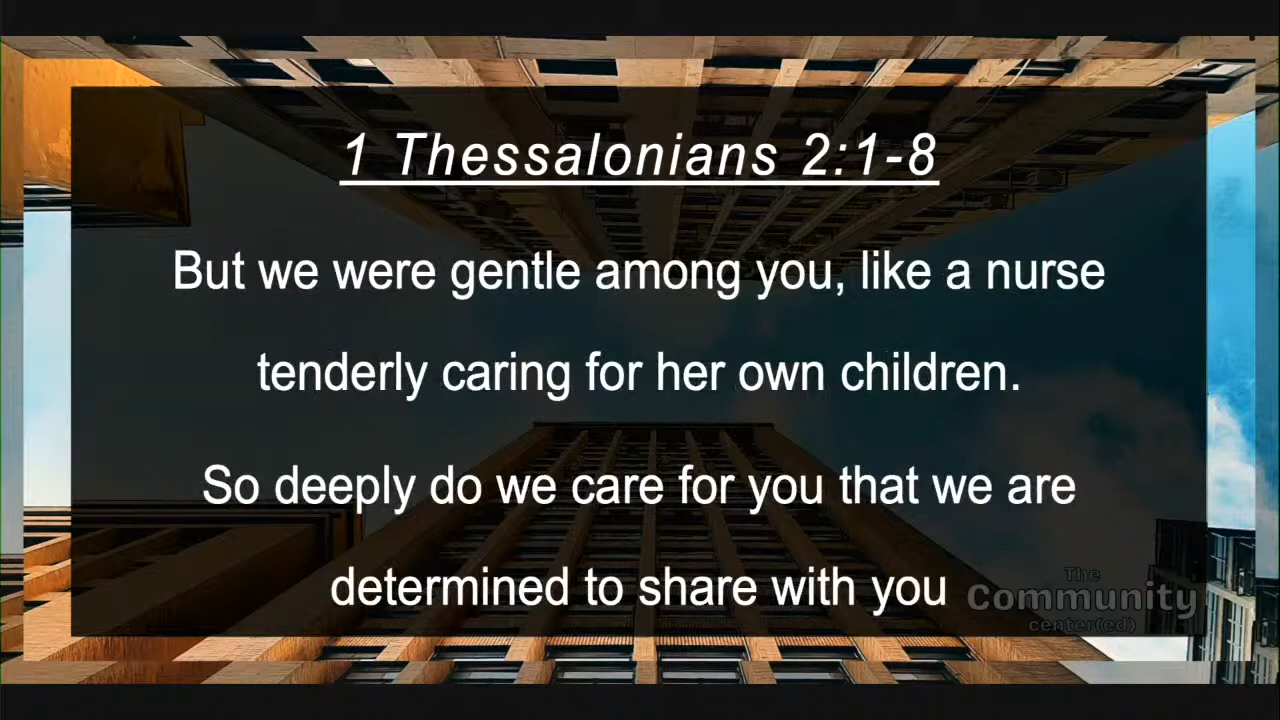 1 Thessalonians 2:1-8
But we were gentle among you, like a nurse
tenderly caring for her own children.
So deeply do we care for you that we are
determined to share with you
The
Community
center(ed)